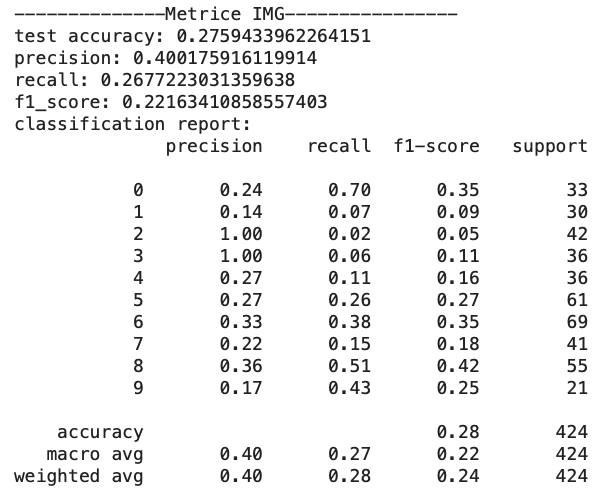 --------------Metrice IMG----------------
test accuracy: 0.2759433962264151
precision: 0.400175916119914
recall: 0.2677223031359638
f1_score: 0.22163410858557403
classification report:
precision recall f1-score support
0 0.24 0.70 0.35 33
1 0.14 0.07 0.09 30
2 1.00 0.02 0.05 42
3 1.00 0.06 0.11 36
4 0.27 0.11 0.16 36
5 0.27 0.26 0.27 61
6 0.33 0.38 0.35 69
7 0.22 0.15 0.18 41
8 0.36 0.51 0.42 55
9 0.17 0.43 0.25 21
accuracy 0.28 424
macro avg 0.40 0.27 0.22 424
weighted avg 0.40 0.28 0.24 424